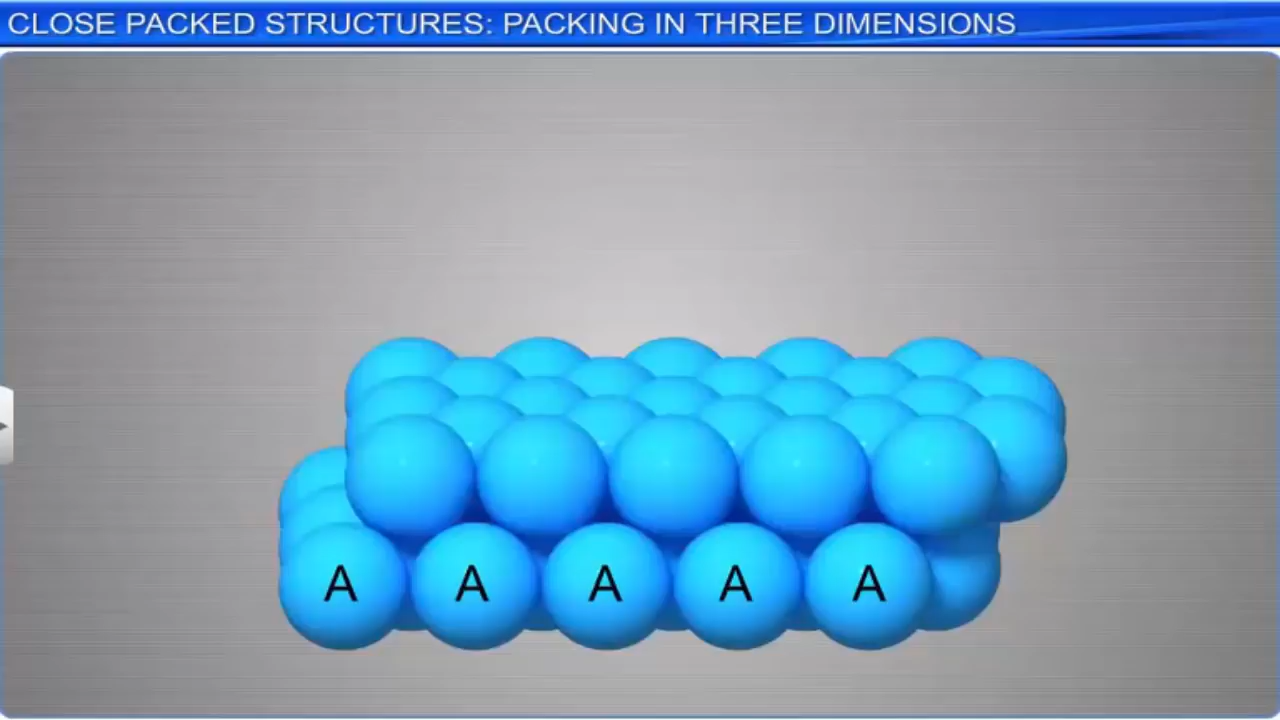 CLOSE PACKED STRUCTURES: PACKING IN THREE DIMENSIONS
A A A A A